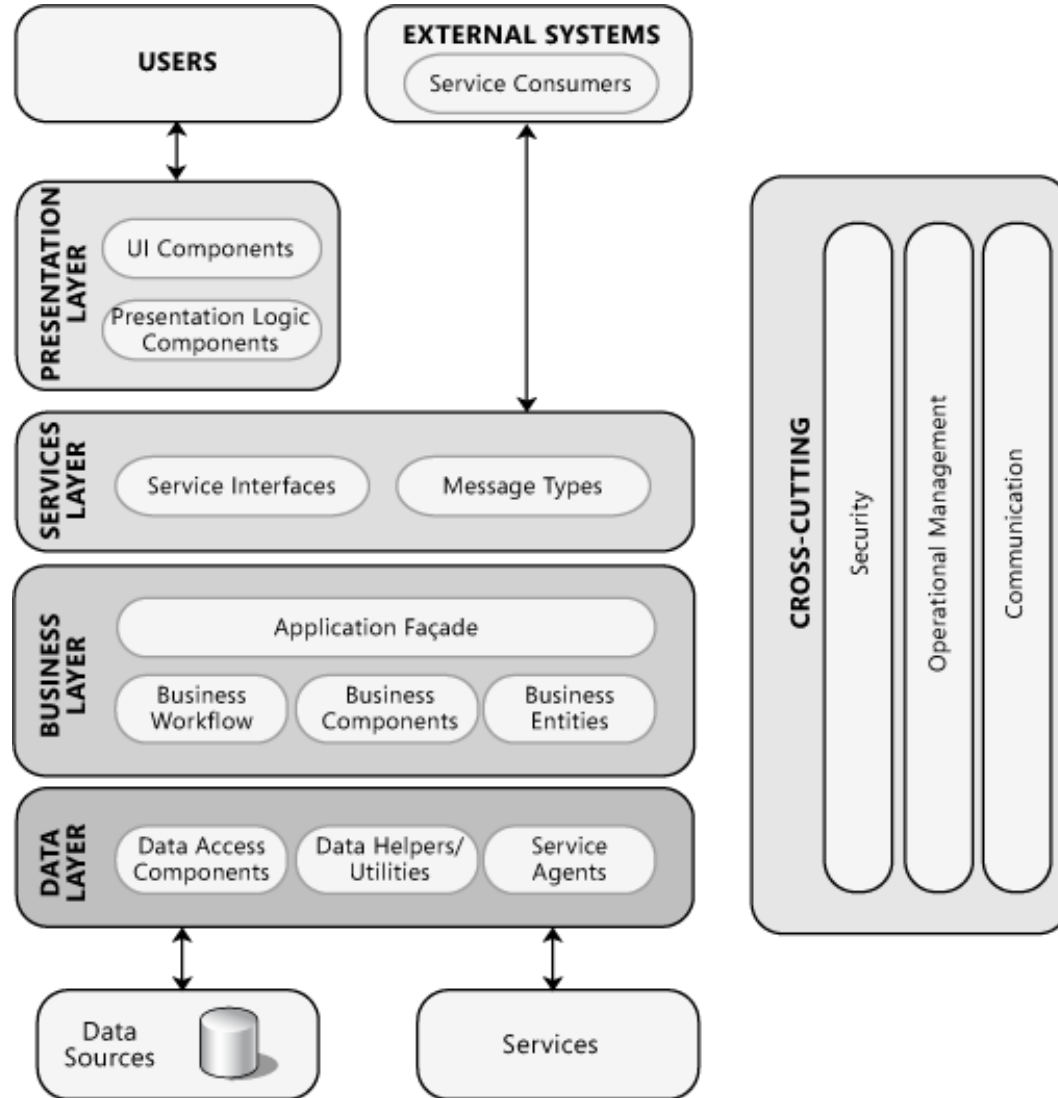 USERS
EXTERNAL SYSTEMS
Service Consumers
PRESENTATION
LAYER
UI Components
Presentation Logic
Components
SERVICES
LAYER
Service Interfaces
Message Types
BUSINESS
LAYER
Application Façade
Business
Workflow
Business
Components
Business
Entities
DATA
LAYER
Data Access
Components
Data Helpers/
Utilities
Service
Agents
Data
Sources
Services
CROSS-CUTTING
Security
Operational Management
Communication